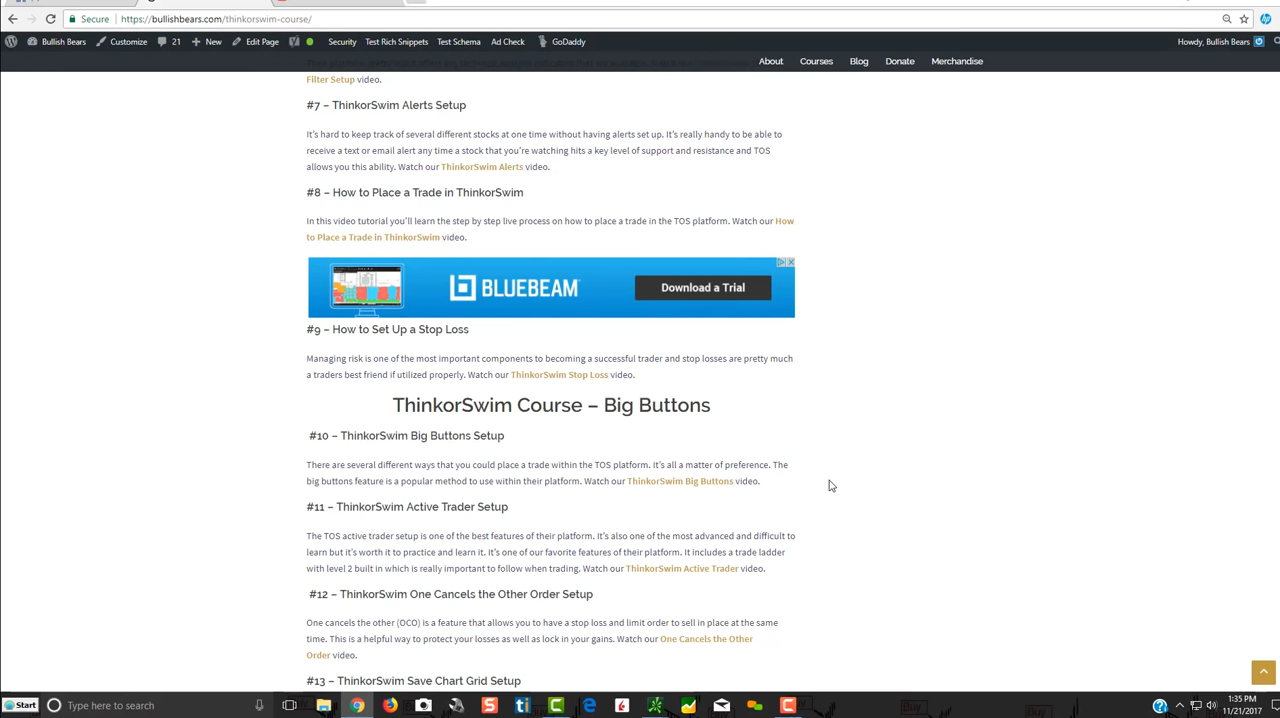 Secure https://bullishbears.com/thinkorswim-course/
Bullish Bears Customize 21 New Edit Page Security Test Rich Snippets Test Schema Ad Check GoDaddy Howdy, Bullish Bears
About Courses Blog Donate Merchandise
Filter Setup video.
#7 – ThinkorSwim Alerts Setup
It's hard to keep track of several different stocks at one time without having alerts set up. It's really handy to be able to
receive a text or email alert any time a stock that you're watching hits a key level of support and resistance and TOS
allows you this ability. Watch our ThinkorSwim Alerts video.
#8 – How to Place a Trade in ThinkorSwim
In this video tutorial you'll learn the step by step live process on how to place a trade in the TOS platform. Watch our How
to Place a Trade in ThinkorSwim video.
BLUEBEAM Download a Trial
#9 – How to Set Up a Stop Loss
Managing risk is one of the most important components to becoming a successful trader and stop losses are pretty much
a traders best friend if utilized properly. Watch our ThinkorSwim Stop Loss video.
ThinkorSwim Course – Big Buttons
#10 – ThinkorSwim Big Buttons Setup
There are several different ways that you could place a trade within the TOS platform. It's all a matter of preference. The
big buttons feature is a popular method to use within their platform. Watch our ThinkorSwim Big Buttons video.
#11 – ThinkorSwim Active Trader Setup
The TOS active trader setup is one of the best features of their platform. It's also one of the most advanced and difficult to
learn but it's worth it to practice and learn it. It's one of our favorite features of their platform. It includes a trade ladder
with level 2 built in which is really important to follow when trading. Watch our ThinkorSwim Active Trader video.
#12 – ThinkorSwim One Cancels the Other Order Setup
One cancels the other (OCO) is a feature that allows you to have a stop loss and limit order to sell in place at the same
time. This is a helpful way to protect your losses as well as lock in your gains. Watch our One Cancels the Other
Order video.
#13 – ThinkorSwim Save Chart Grid Setup
Start Type here to search 1:35 PM
11/21/2017